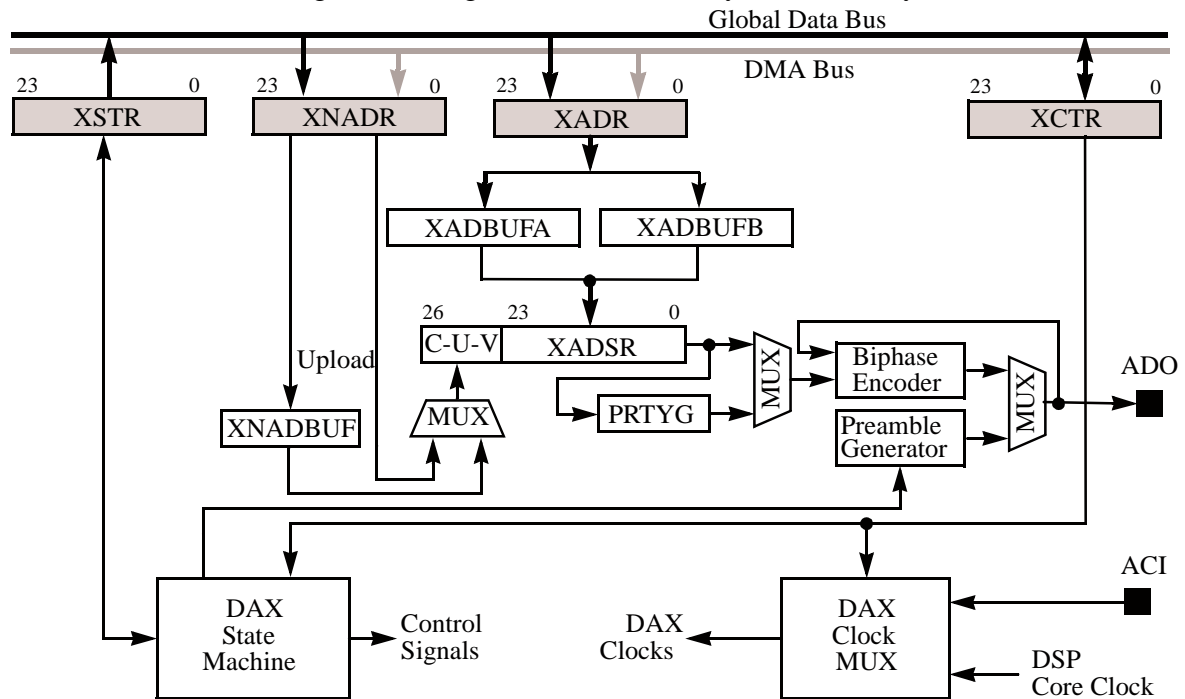 Global Data Bus
DMA Bus
23 0
XSTR
23 0
XNADR
23 0
XADR
23 0
XCTR
XADBUFA
XADBUFB
26 23 0
C-U-V
XADSR
Upload
XNADBUF
MUX
PRTYG
MUX
Biphase
Encoder
Preamble
Generator
MUX
ADO
DAX
State
Machine
Control
Signals
DAX
Clocks
DAX
Clock
MUX
ACI
DSP
Core Clock